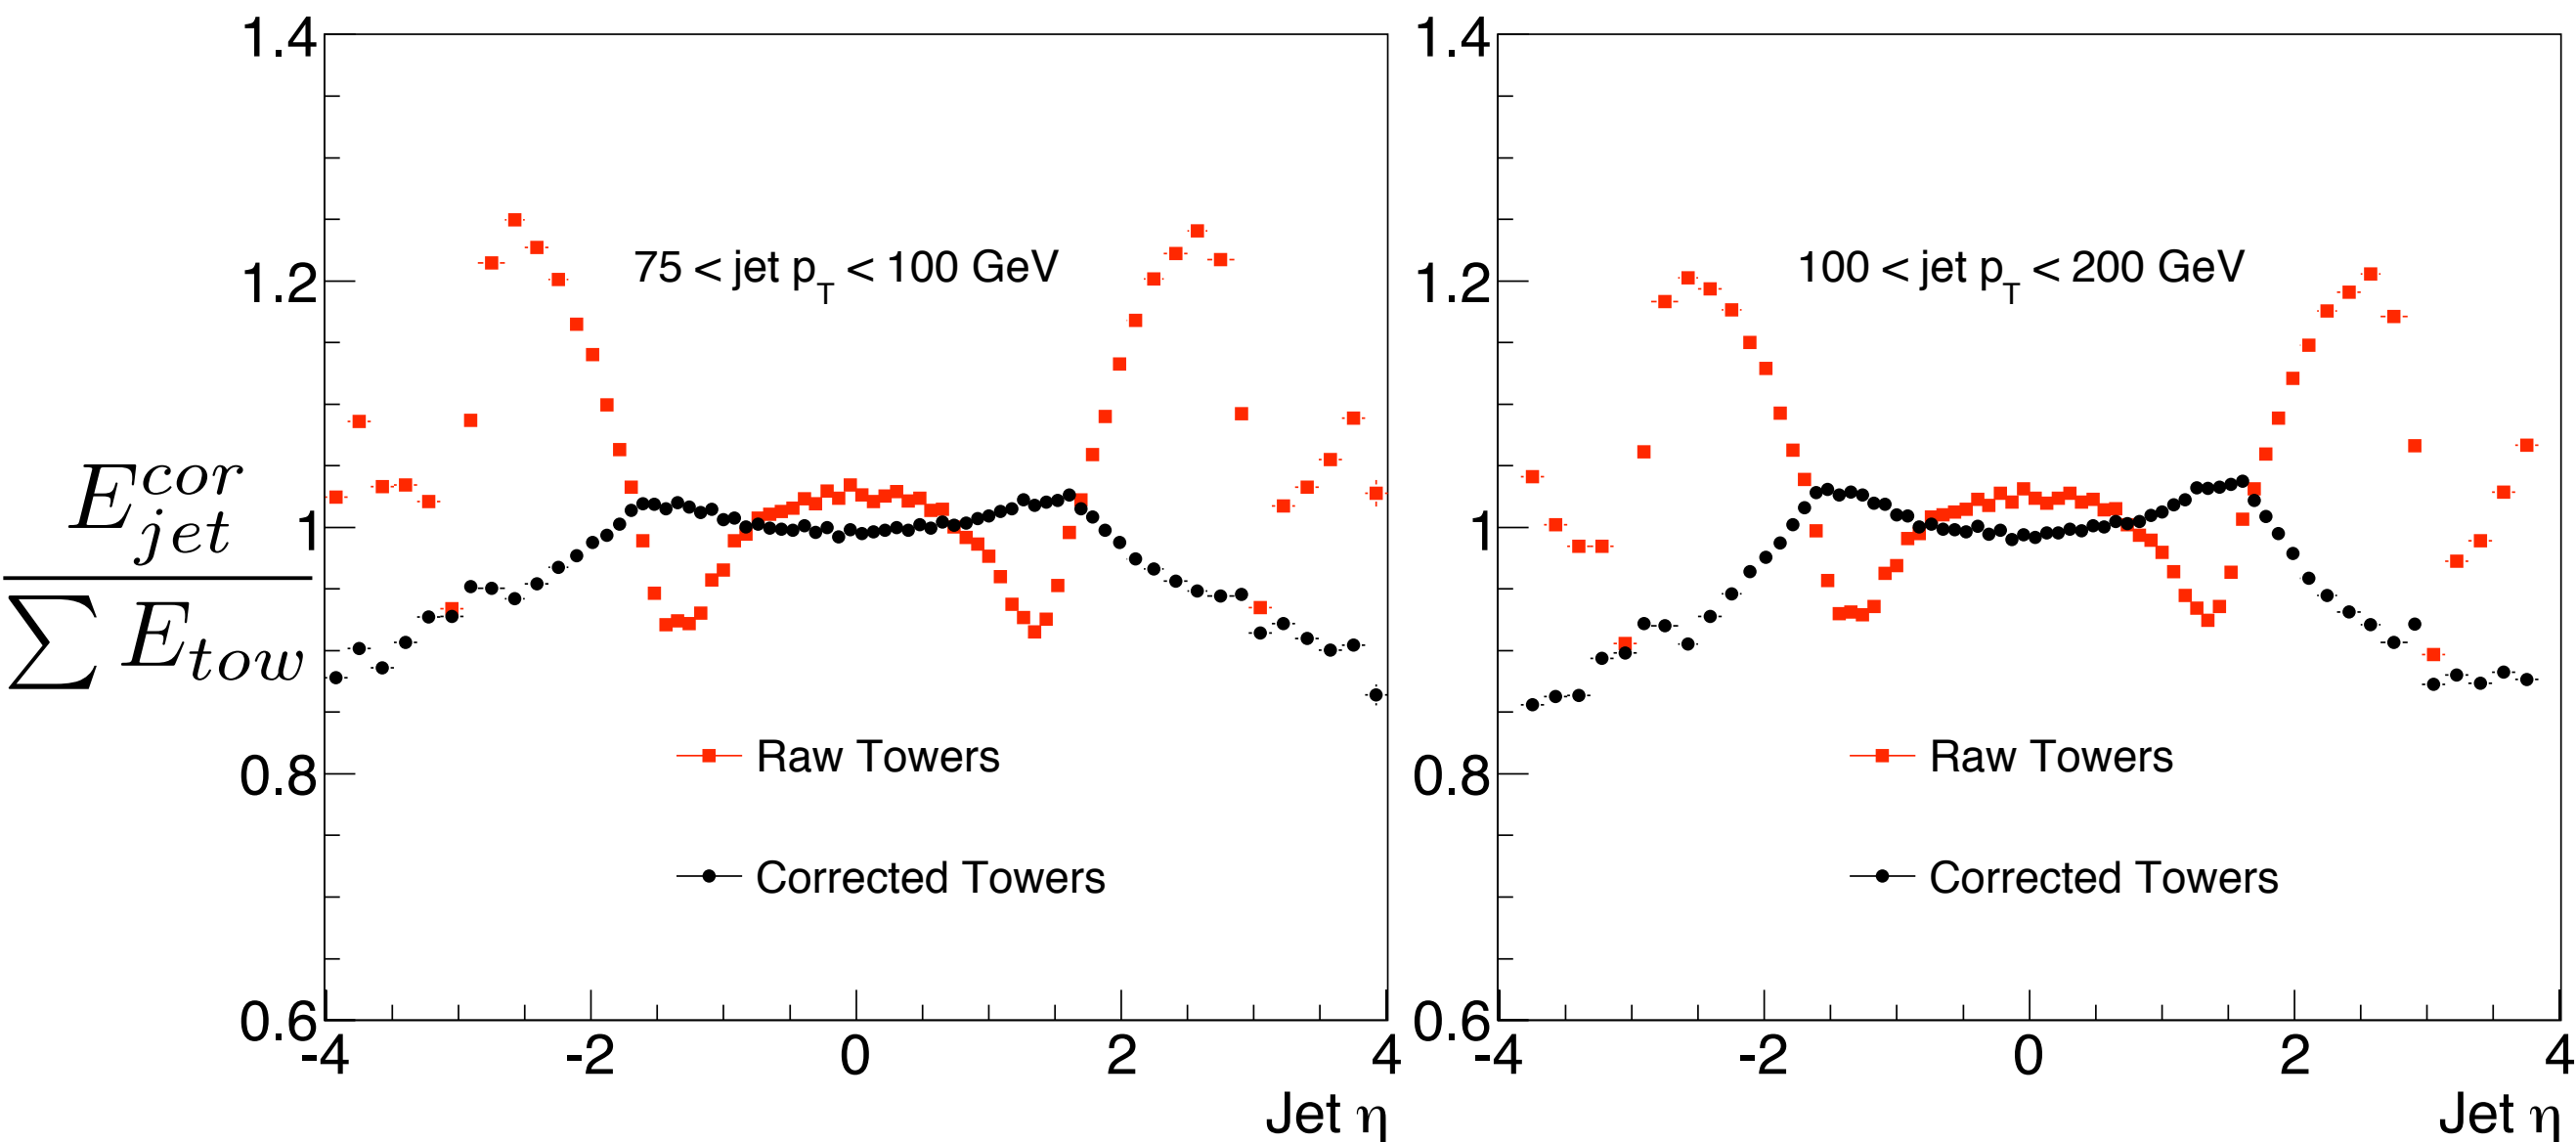 E^{cor}_{jet}
∑ E_{tow}
1.4
1.2
1
0.8
0.6
-4 -2 0 2 4
Jet η
75 < jet p_T < 100 GeV
Raw Towers
Corrected Towers
1.4
1.2
1
0.8
0.6
-4 -2 0 2 4
Jet η
100 < jet p_T < 200 GeV
Raw Towers
Corrected Towers